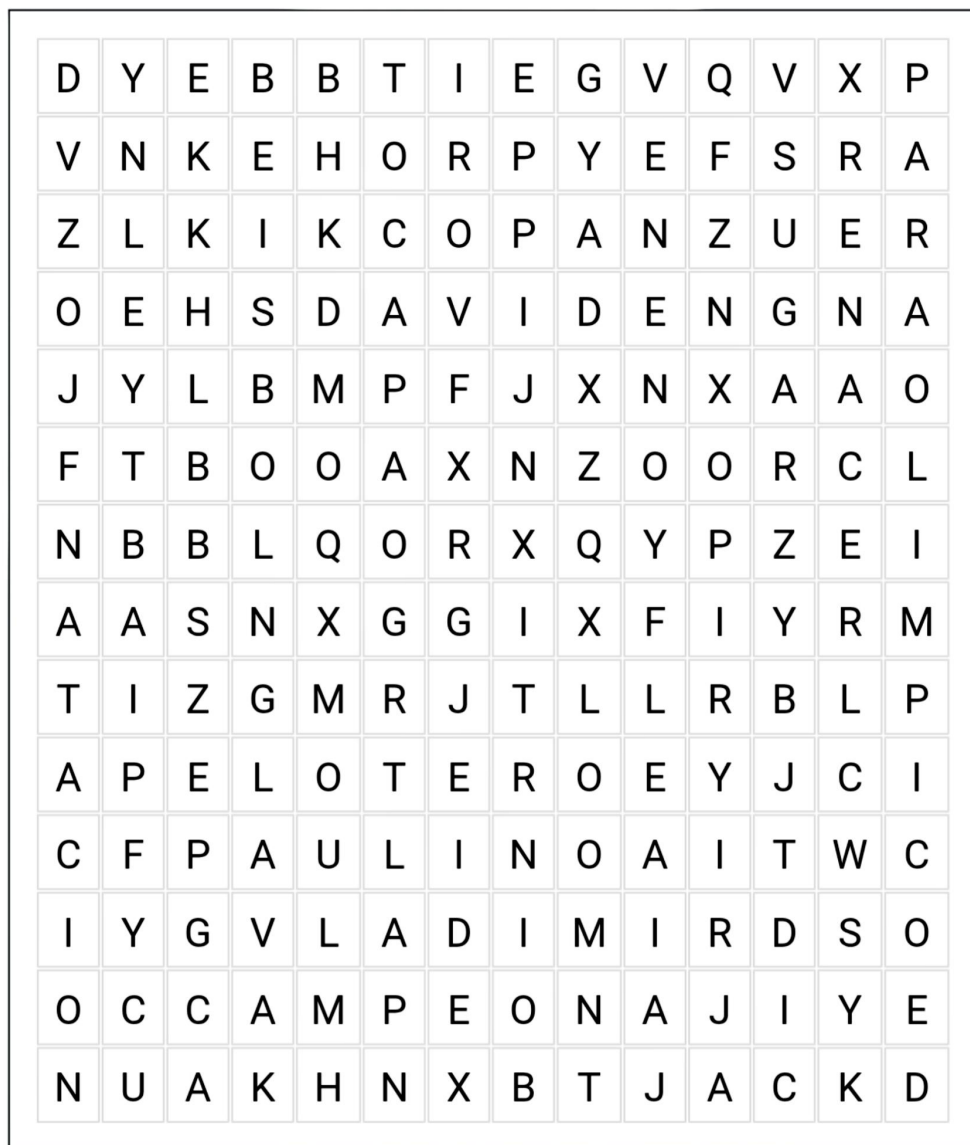 D Y E B B T I E G V Q V X P
V N K E H O R P Y E F S R A
Z L K I K C O P A N Z U E R
O E H S D A V I D E N G N A
J Y L B M P F J X N X A A O
F T B O O A X N Z O O R C L
N B B L Q O R X Q Y P Z E I
A A S N X G G I X F I Y R M
T I Z G M R J T L L R B L P
A P E L O T E R O E Y J C I
C F P A U L I N O A I T W C
I Y G V L A D I M I R D S O
O C C A M P E O N A J I Y E
N U A K H N X B T J A C K D